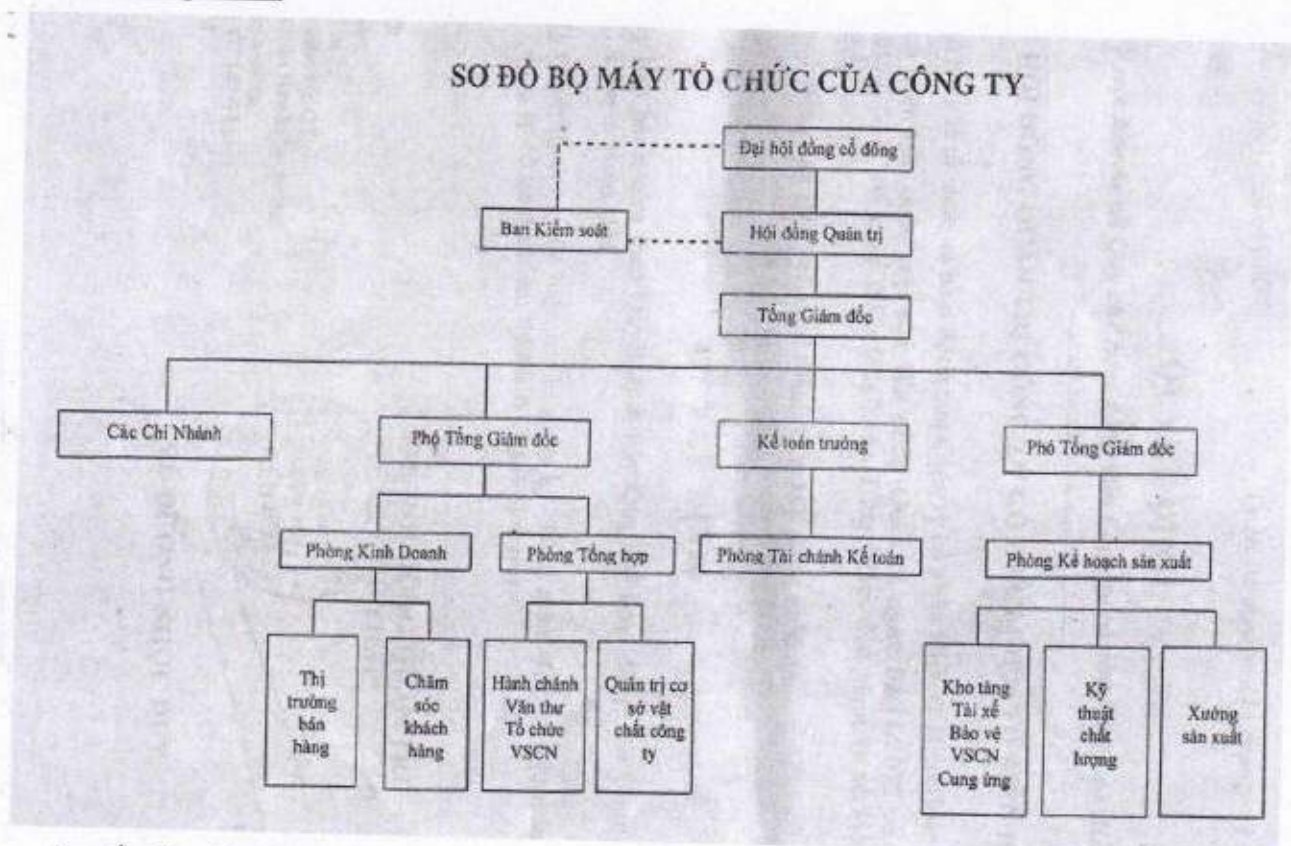 SƠ ĐỒ BỘ MÁY TỔ CHỨC CỦA CÔNG TY
Đại hội đồng cổ đông
Ban Kiểm soát
Hội đồng Quản trị
Tổng Giám đốc
Các Chi Nhánh
Phó Tổng Giám đốc
Kế toán trưởng
Phó Tổng Giám đốc
Phòng Kinh Doanh
Phòng Tổng hợp
Phòng Tài chánh Kế toán
Phòng Kế hoạch sản xuất
Thị
trường
bán
hàng
Chăm
sóc
khách
hàng
Hành chánh
Văn thư
Tổ chức
VSCN
Quản trị cơ
sở vật
chất công
ty
Kho tàng
Tài xế
Bảo vệ
VSCN
Cung ứng
Kỹ
thuật
chất
lượng
Xưởng
sản xuất